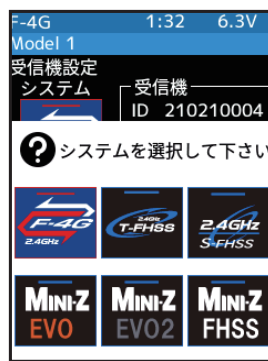 F-4G 1:32 6.3V
Model 1
受信機設定
システム 受信機
ID 210210004
? システムを選択して下さい
F-4G 2.4GHz
2.4GHz T-FHSS
2.4GHz S-FHSS
MINI-Z EVO
MINI-Z EVO2
MINI-Z FHSS